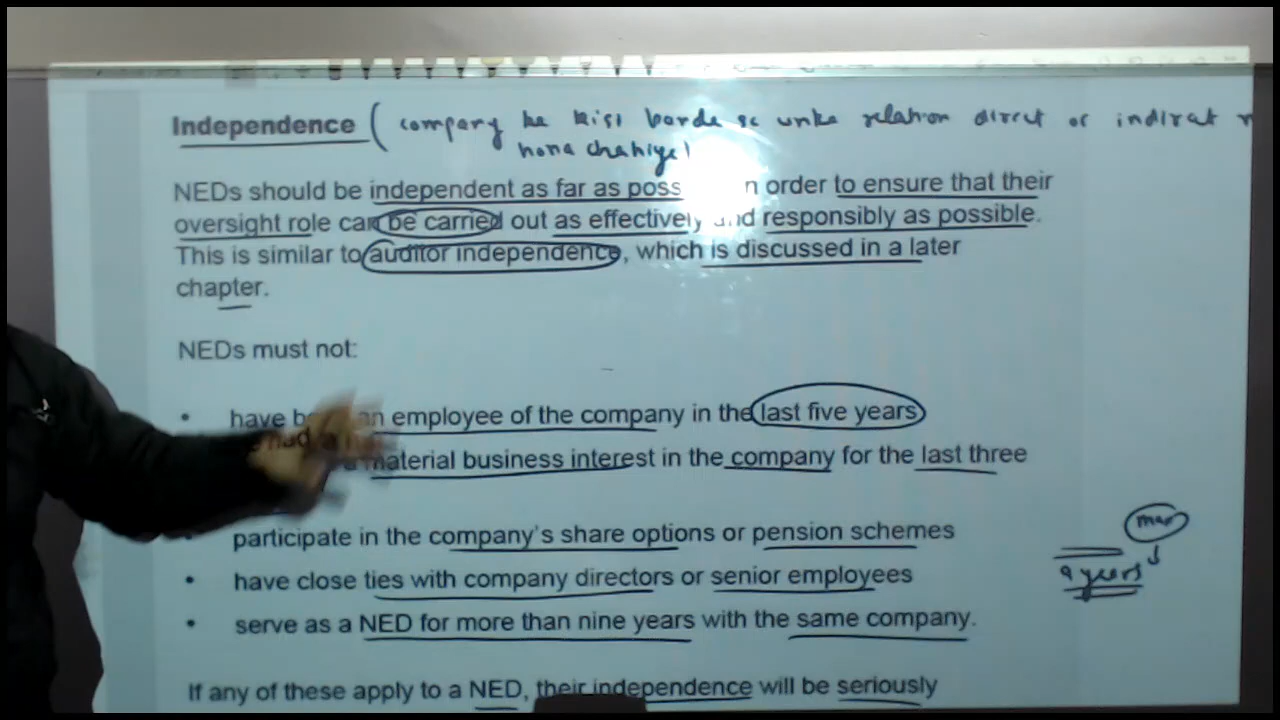 Independence (company ke kisi bande se unke relation direct or indirect n
hona chahiye)
NEDs should be independent as far as poss n order to ensure that their
oversight role can be carried out as effectively and responsibly as possible.
This is similar to auditor independence, which is discussed in a later
chapter.
NEDs must not:
• have be an employee of the company in the last five years
had a material business interest in the company for the last three
• participate in the company's share options or pension schemes
• have close ties with company directors or senior employees
• serve as a NED for more than nine years with the same company.
max
9 years
If any of these apply to a NED, their independence will be seriously